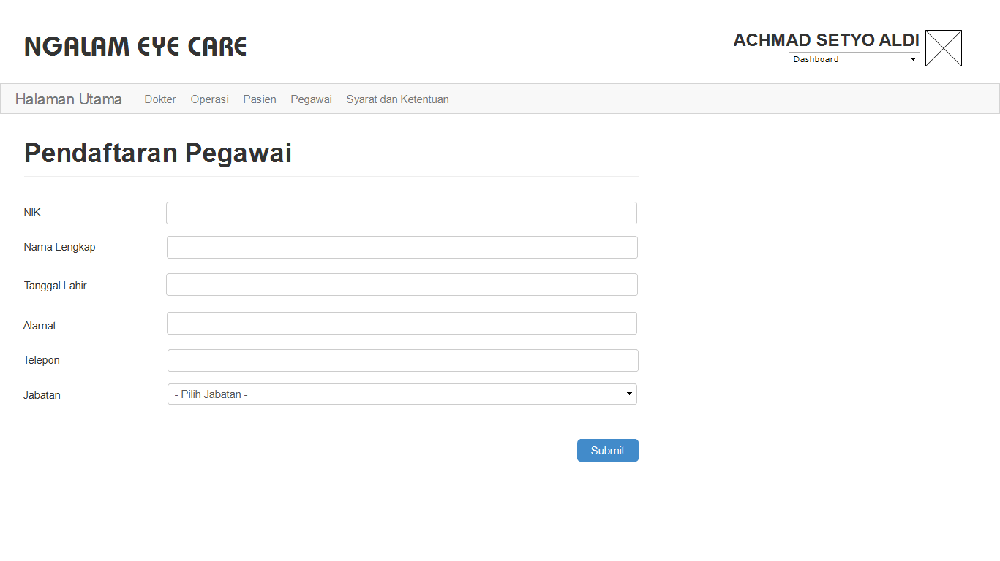 NGALAM EYE CARE
ACHMAD SETYO ALDI
Dashboard
Halaman Utama Dokter Operasi Pasien Pegawai Syarat dan Ketentuan
Pendaftaran Pegawai
NIK
Nama Lengkap
Tanggal Lahir
Alamat
Telepon
Jabatan - Pilih Jabatan -
Submit